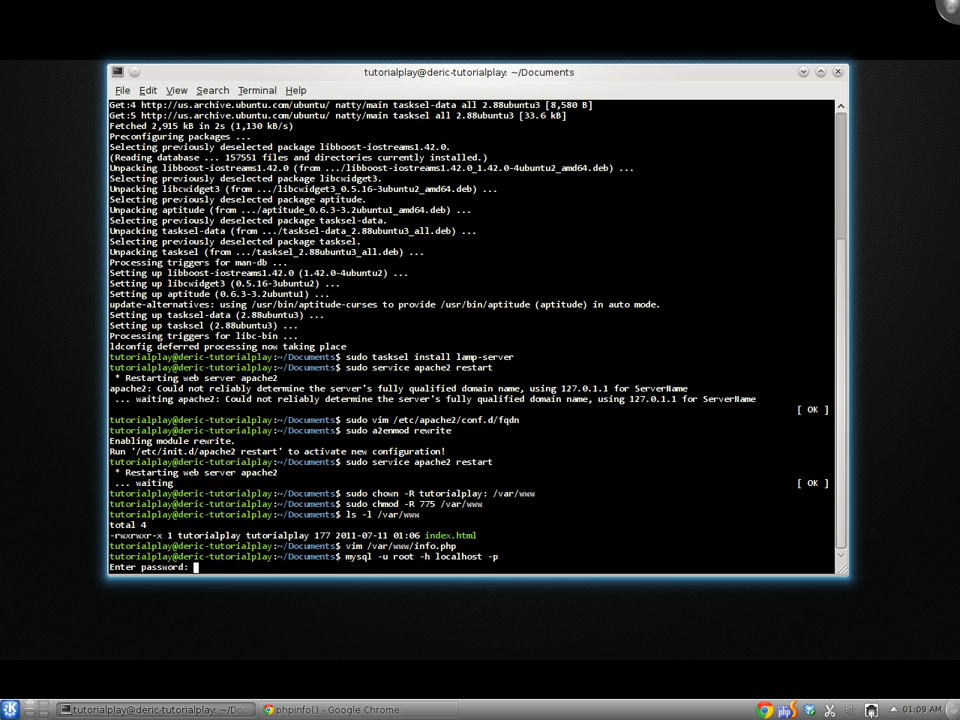 tutorialplay@deric-tutorialplay: ~/Documents
File Edit View Search Terminal Help
Get:4 http://us.archive.ubuntu.com/ubuntu/ natty/main tasksel-data all 2.88ubuntu3 [8,580 B]
Get:5 http://us.archive.ubuntu.com/ubuntu/ natty/main tasksel all 2.88ubuntu3 [33.6 kB]
Fetched 2,915 kB in 2s (1,130 kB/s)
Preconfiguring packages ...
Selecting previously deselected package libboost-iostreams1.42.0.
(Reading database ... 157551 files and directories currently installed.)
Unpacking libboost-iostreams1.42.0 (from .../libboost-iostreams1.42.0_1.42.0-4ubuntu2_amd64.deb) ...
Selecting previously deselected package libcwidget3.
Unpacking libcwidget3 (from .../libcwidget3_0.5.16-3ubuntu2_amd64.deb) ...
Selecting previously deselected package aptitude.
Unpacking aptitude (from .../aptitude_0.6.3-3.2ubuntu1_amd64.deb) ...
Selecting previously deselected package tasksel-data.
Unpacking tasksel-data (from .../tasksel-data_2.88ubuntu3_all.deb) ...
Selecting previously deselected package tasksel.
Unpacking tasksel (from .../tasksel_2.88ubuntu3_all.deb) ...
Processing triggers for man-db ...
Setting up libboost-iostreams1.42.0 (1.42.0-4ubuntu2) ...
Setting up libcwidget3 (0.5.16-3ubuntu2) ...
Setting up aptitude (0.6.3-3.2ubuntu1) ...
update-alternatives: using /usr/bin/aptitude-curses to provide /usr/bin/aptitude (aptitude) in auto mode.
Setting up tasksel-data (2.88ubuntu3) ...
Setting up tasksel (2.88ubuntu3) ...
Processing triggers for libc-bin ...
ldconfig deferred processing now taking place
tutorialplay@deric-tutorialplay:~/Documents$ sudo tasksel install lamp-server
tutorialplay@deric-tutorialplay:~/Documents$ sudo service apache2 restart
* Restarting web server apache2
apache2: Could not reliably determine the server's fully qualified domain name, using 127.0.1.1 for ServerName
... waiting apache2: Could not reliably determine the server's fully qualified domain name, using 127.0.1.1 for ServerName
[ OK ]
tutorialplay@deric-tutorialplay:~/Documents$ sudo vim /etc/apache2/conf.d/fqdn
tutorialplay@deric-tutorialplay:~/Documents$ sudo a2enmod rewrite
Enabling module rewrite.
Run '/etc/init.d/apache2 restart' to activate new configuration!
tutorialplay@deric-tutorialplay:~/Documents$ sudo service apache2 restart
* Restarting web server apache2
... waiting [ OK ]
tutorialplay@deric-tutorialplay:~/Documents$ sudo chown -R tutorialplay: /var/www
tutorialplay@deric-tutorialplay:~/Documents$ sudo chmod -R 775 /var/www
tutorialplay@deric-tutorialplay:~/Documents$ ls -l /var/www
total 4
-rwxrwxr-x 1 tutorialplay tutorialplay 177 2011-07-11 01:06 index.html
tutorialplay@deric-tutorialplay:~/Documents$ vim /var/www/info.php
tutorialplay@deric-tutorialplay:~/Documents$ mysql -u root -h localhost -p
Enter password:
tutorialplay@deric-tutorialplay: ~/Do
phpinfo() - Google Chrome
php
01:09 AM